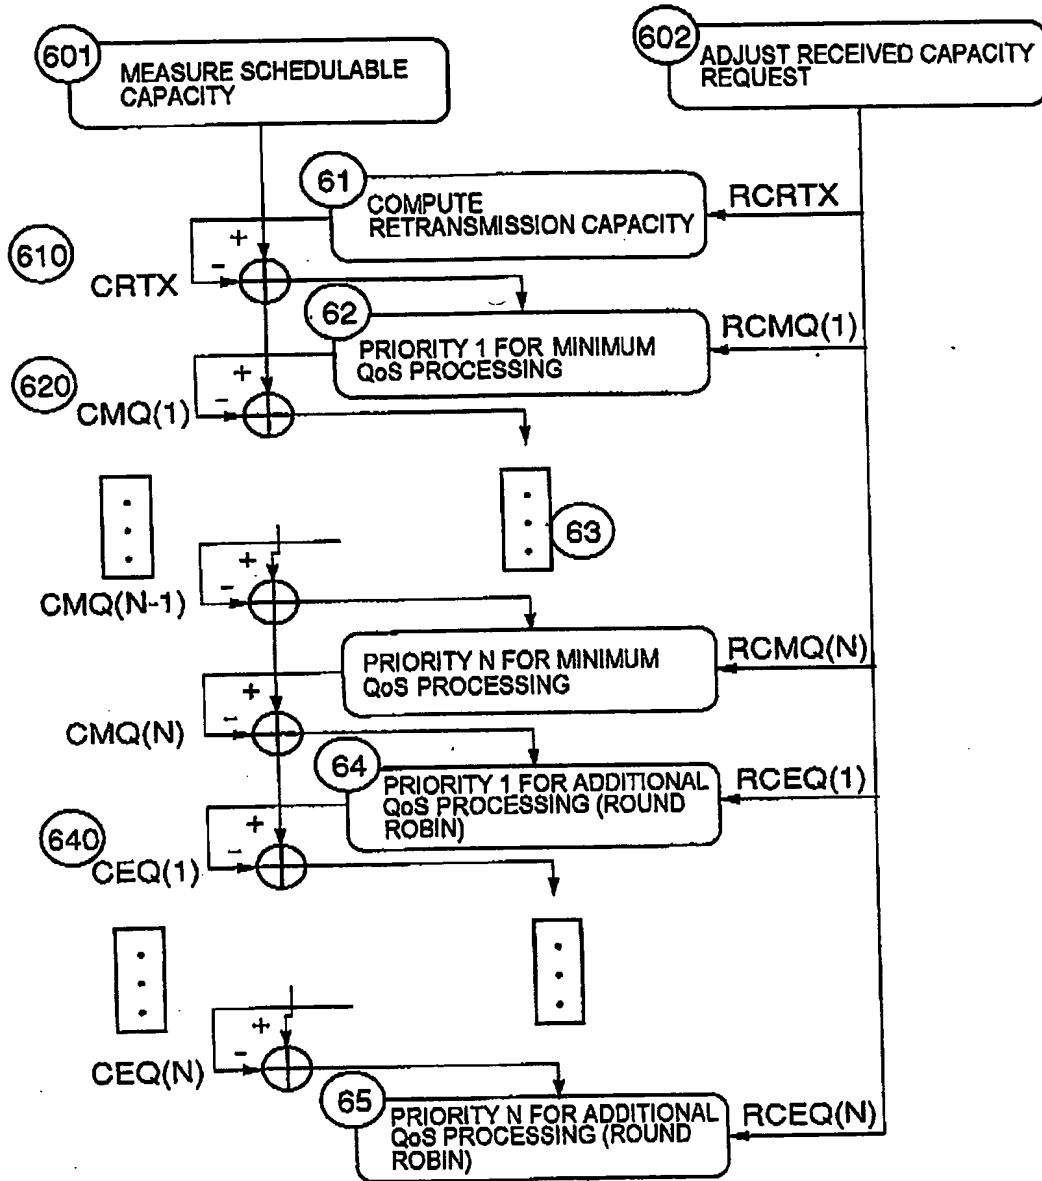 601
MEASURE SCHEDULABLE
CAPACITY
602
ADJUST RECEIVED CAPACITY
REQUEST
61
COMPUTE
RETRANSMISSION CAPACITY
RCRTX
610
+
-
CRTX
62
PRIORITY 1 FOR MINIMUM
QoS PROCESSING
RCMQ(1)
620
+
-
CMQ(1)
63
+
-
CMQ(N-1)
PRIORITY N FOR MINIMUM
QoS PROCESSING
RCMQ(N)
+
-
CMQ(N)
64
PRIORITY 1 FOR ADDITIONAL
QoS PROCESSING (ROUND
ROBIN)
RCEQ(1)
640
+
-
CEQ(1)
+
-
CEQ(N)
65
PRIORITY N FOR ADDITIONAL
QoS PROCESSING (ROUND
ROBIN)
RCEQ(N)